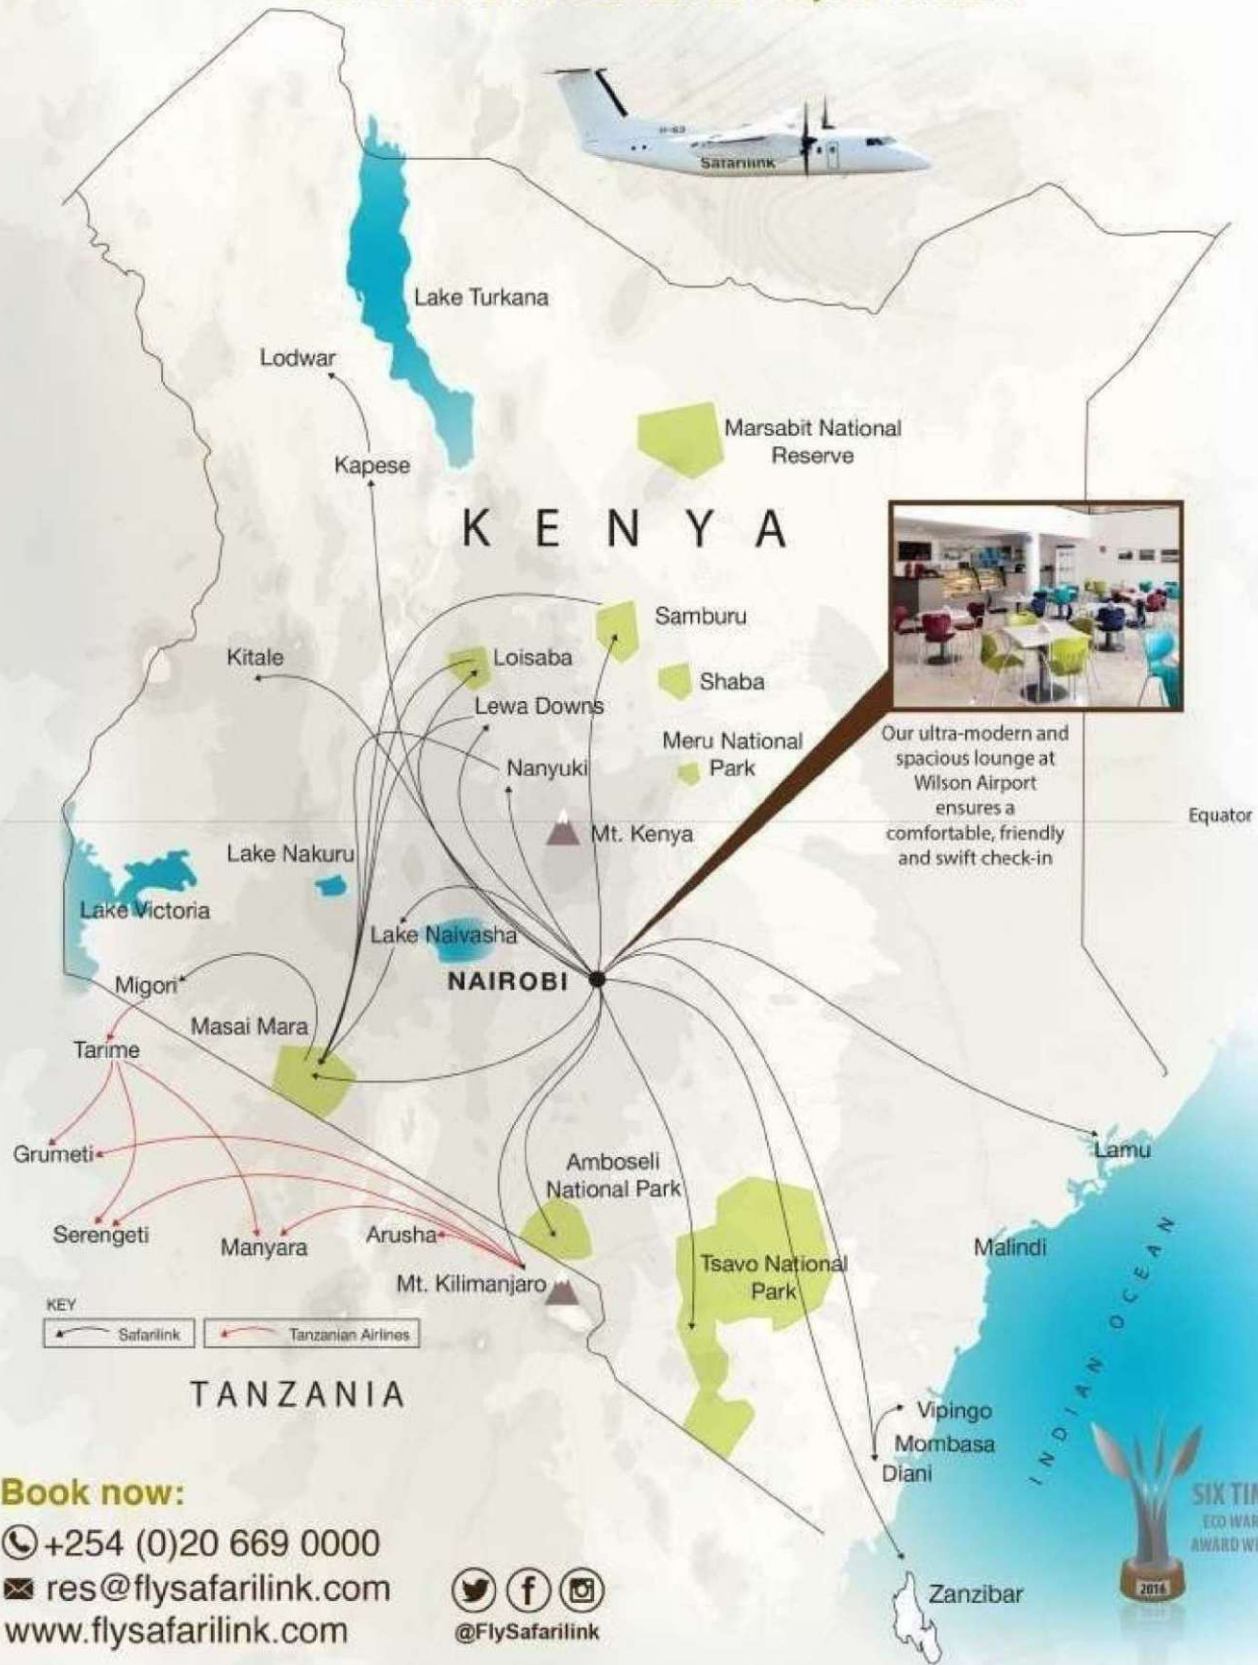 Safarilink
Lake Turkana
Lodwar
Marsabit National
Reserve
Kapese
KENYA
Samburu
Kitale
Loisaba
Shaba
Lewa Downs
Meru National
Park
Nanyuki
Our ultra-modern and
spacious lounge at
Wilson Airport
ensures a
comfortable, friendly
and swift check-in
Equator
Mt. Kenya
Lake Nakuru
Lake Victoria
Lake Naivasha
NAIROBI
Migori
Masai Mara
Tarime
Grumeti
Amboseli
National Park
Lamu
Serengeti
Manyara
Arusha
Malindi
Tsavo National
Park
Mt. Kilimanjaro
KEY
Safarilink
Tanzanian Airlines
INDIAN OCEAN
TANZANIA
Vipingo
Mombasa
Diani
Book now:
+254 (0)20 669 0000
res@flysafarilink.com
www.flysafarilink.com
@FlySafarilink
Zanzibar
SIX
ECO
AWARD
2016